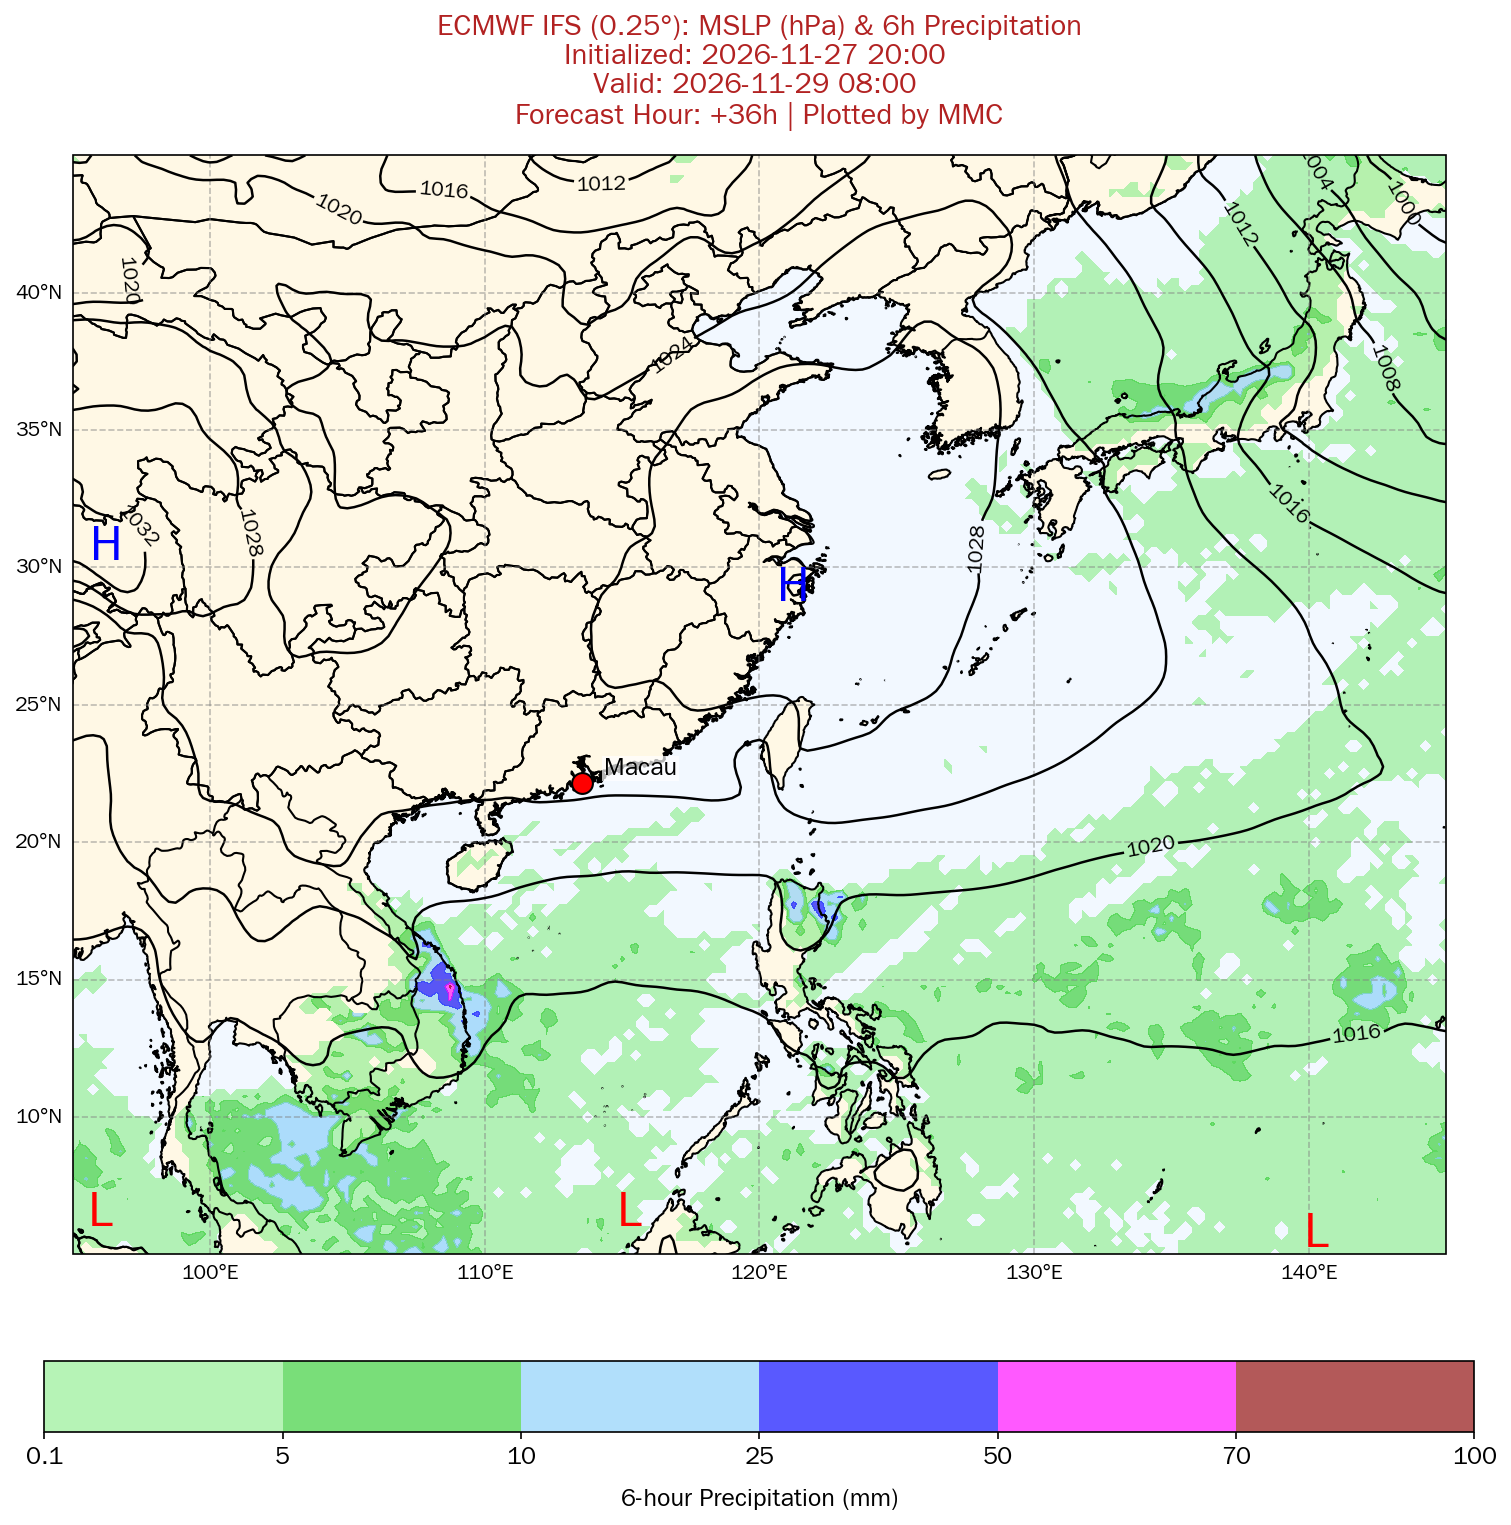 ECMWF IFS (0.25°): MSLP (hPa) & 6h Precipitation
Initialized: 2026-11-27 20:00
Valid: 2026-11-29 08:00
Forecast Hour: +36h | Plotted by MMC
1004
1000
1012
1016
1020
1012
1020
40°N
1024
1008
35°N
1016
1032
1028
H
1028
30°N
H
25°N
Macau
20°N
1020
15°N
1016
10°N
L
L
L
100°E
110°E
120°E
130°E
140°E
0.1
5
10
25
50
70
100
6-hour Precipitation (mm)